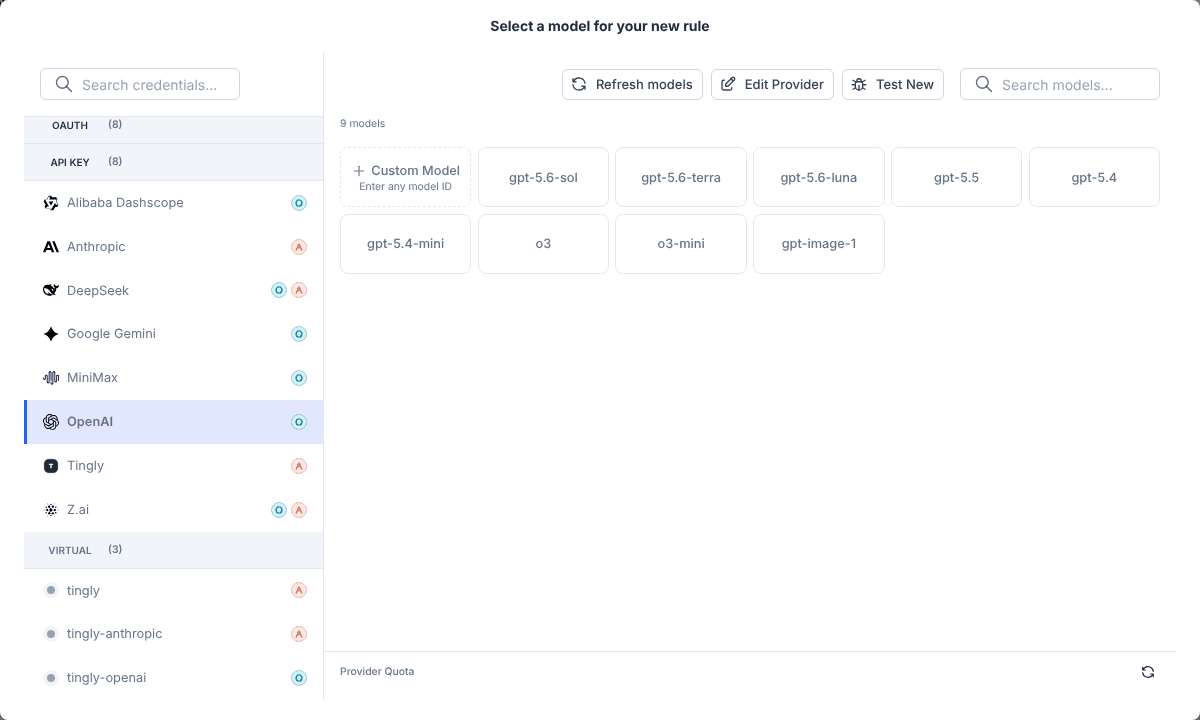 Select a model for your new rule
Search credentials...
OAUTH (8)
API KEY (8)
Alibaba Dashscope O
Anthropic A
DeepSeek O A
Google Gemini O
MiniMax O
OpenAI O
T Tingly A
Z.ai O A
VIRTUAL (3)
tingly A
tingly-anthropic A
tingly-openai O
Refresh models Edit Provider Test New Search models...
9 models
+ Custom Model
Enter any model ID
gpt-5.6-sol
gpt-5.6-terra
gpt-5.6-luna
gpt-5.5
gpt-5.4
gpt-5.4-mini
o3
o3-mini
gpt-image-1
Provider Quota